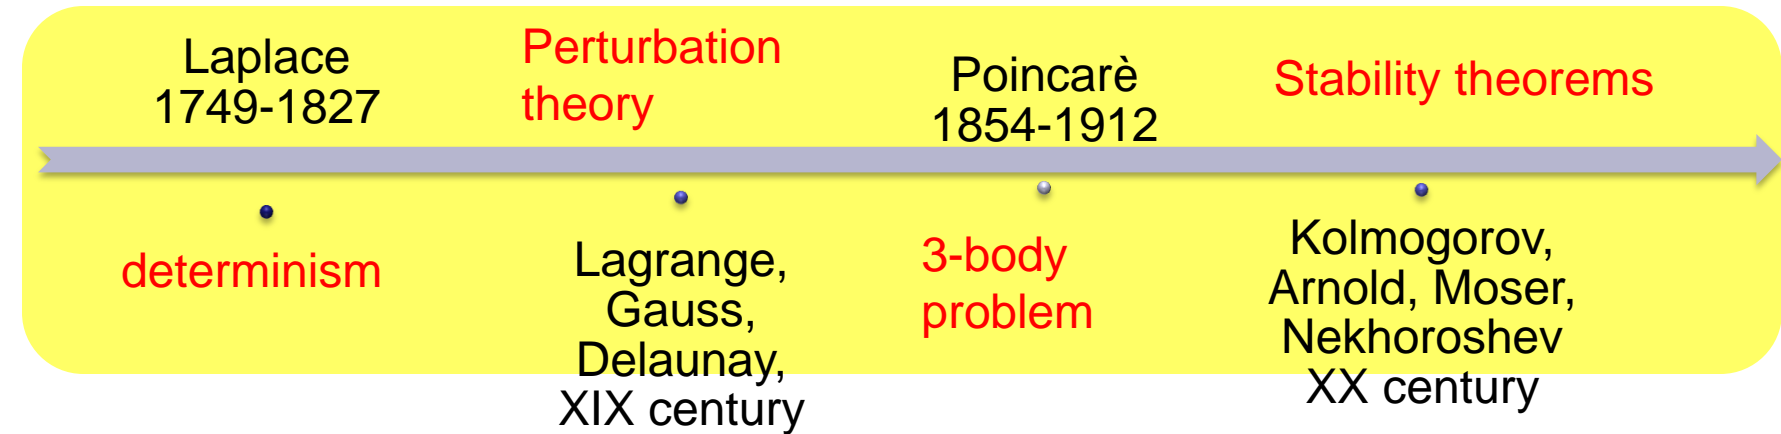 Laplace
1749-1827
determinism
Perturbation
theory
Lagrange,
Gauss,
Delaunay,
XIX century
Poincarè
1854-1912
3-body
problem
Stability theorems
Kolmogorov,
Arnold, Moser,
Nekhoroshev
XX century